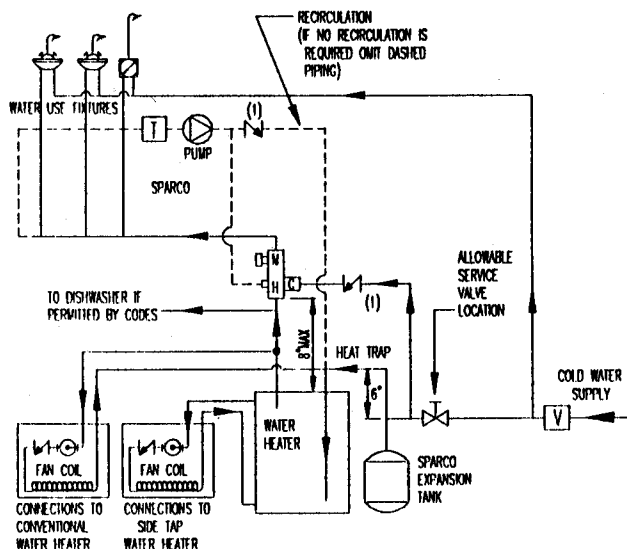 RECIRCULATION
(IF NO RECIRCULATION IS
REQUIRED OMIT DASHED
PIPING)
WATER USE FIXTURES
(1)
T
PUMP
SPARCO
M
H
C
(1)
ALLOWABLE
SERVICE
VALVE
LOCATION
TO DISHWASHER IF
PERMITTED BY CODES
8"MAX
HEAT TRAP
6"
COLD WATER
SUPPLY
V
WATER
HEATER
FAN COIL
FAN COIL
SPARCO
EXPANSION
TANK
CONNECTIONS TO
CONVENTIONAL
WATER HEATER
CONNECTIONS TO
SIDE TAP
WATER HEATER